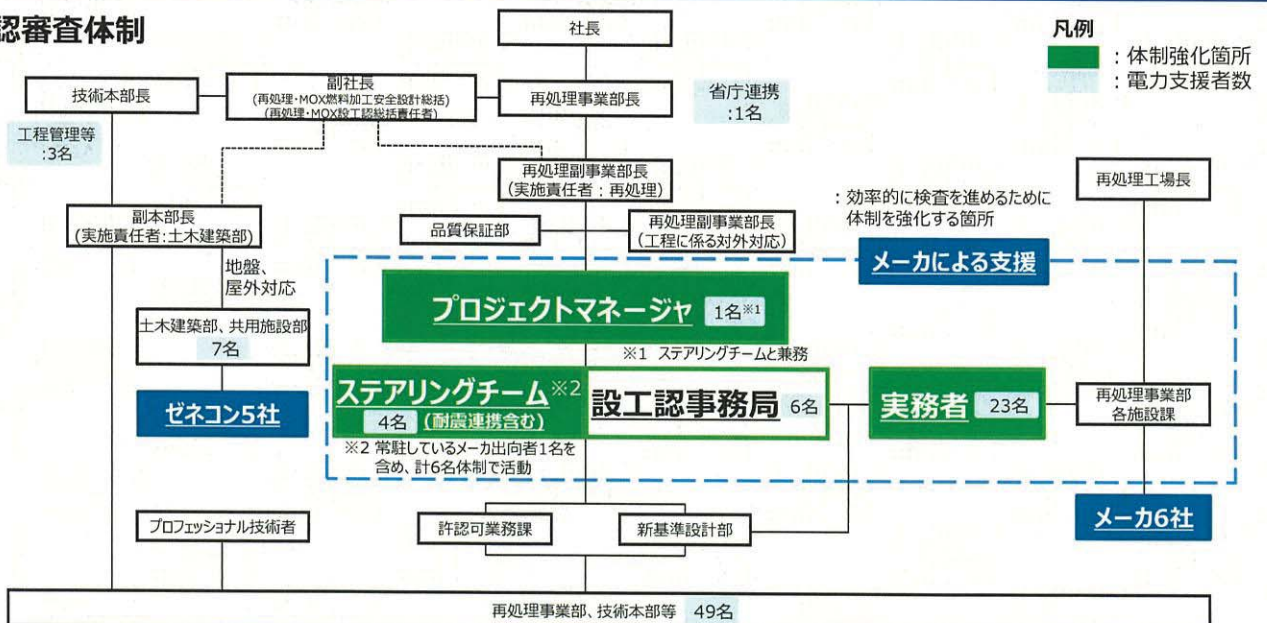 認審査体制
社長
凡例
：体制強化箇所
：電力支援者数
技術本部長
副社長
(再処理・MOX燃料加工安全設計総括)
(再処理・MOX設工認総括責任者)
再処理事業部長
省庁連携
:1名
工程管理等
:3名
再処理副事業部長
(実施責任者：再処理)
再処理工場長
副本部長
(実施責任者:土木建築部)
品質保証部
再処理副事業部長
(工程に係る対外対応)
：効率的に検査を進めるために
体制を強化する箇所
地盤、
屋外対応
メーカによる支援
プロジェクトマネージャ 1名※1
※1 ステアリングチームと兼務
土木建築部、共用施設部
7名
ゼネコン5社
ステアリングチーム※2
4名 (耐震連携含む)
設工認事務局 6名
実務者 23名
再処理事業部
各施設課
※2 常駐しているメーカ出向者1名を
含め、計6名体制で活動
メーカ6社
プロフェッショナル技術者
許認可業務課
新基準設計部
再処理事業部、技術本部等 49名